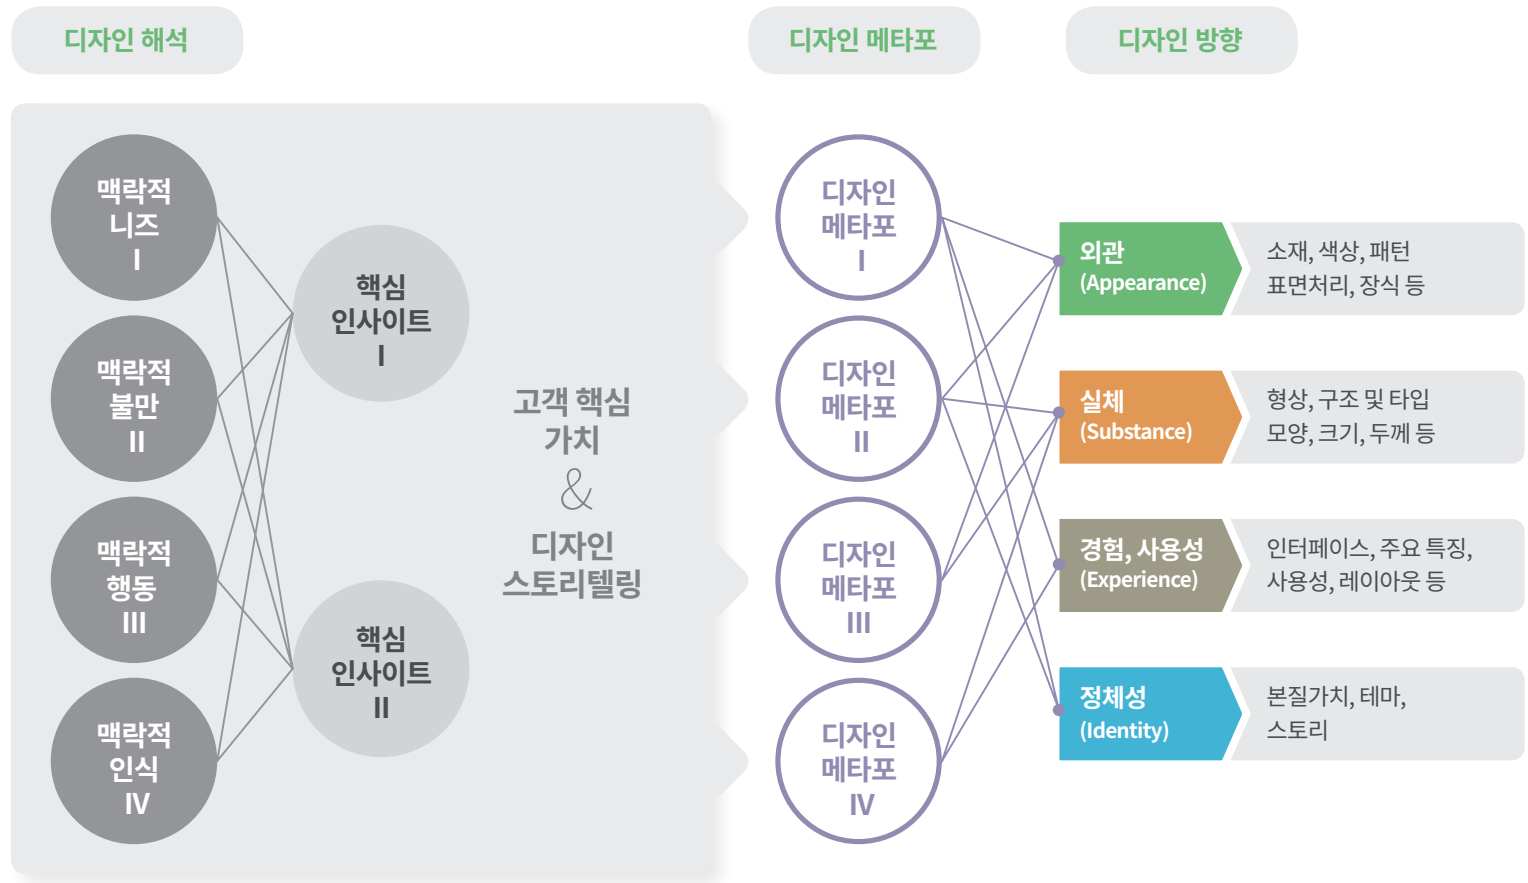 디자인 해석
디자인 메타포
디자인 방향
맥락적
니즈
I
맥락적
불만
II
맥락적
행동
III
맥락적
인식
IV
핵심
인사이트
I
핵심
인사이트
II
고객 핵심
가치
&
디자인
스토리텔링
디자인
메타포
I
디자인
메타포
II
디자인
메타포
III
디자인
메타포
IV
외관
(Appearance)
소재, 색상, 패턴
표면처리, 장식 등
실체
(Substance)
형상, 구조 및 타입
모양, 크기, 두께 등
경험, 사용성
(Experience)
인터페이스, 주요 특징,
사용성, 레이아웃 등
정체성
(Identity)
본질가치, 테마,
스토리